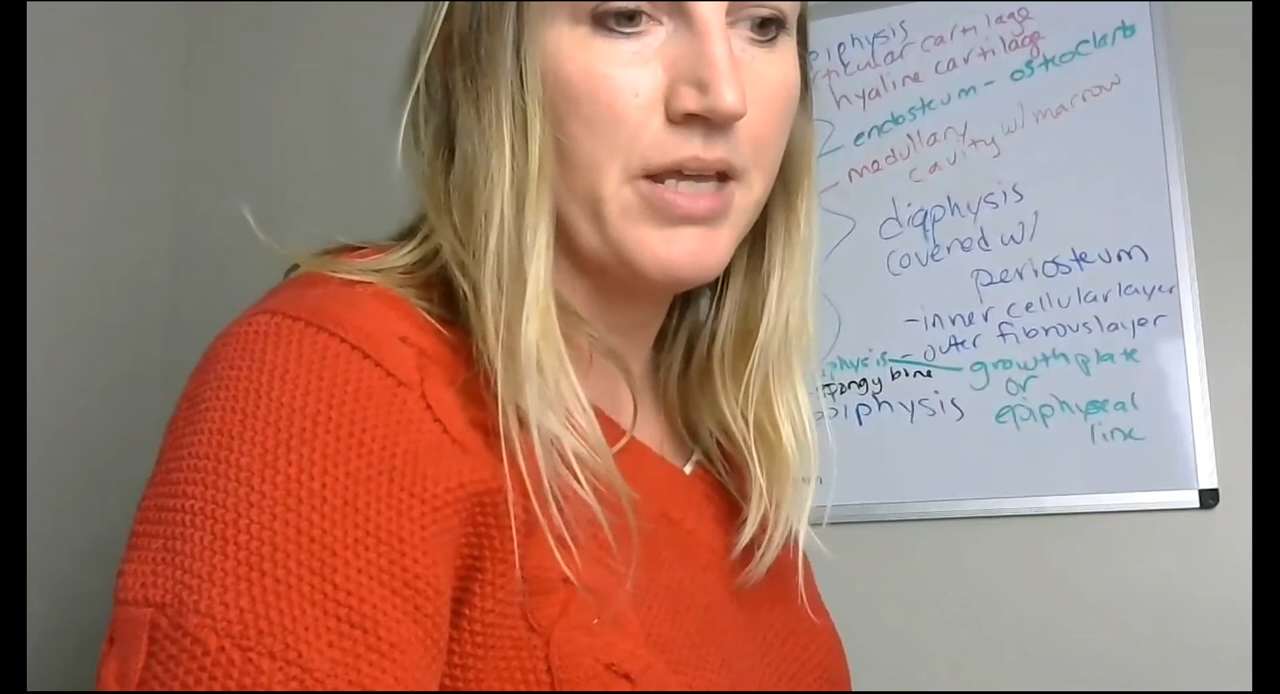 piphysis
rticular cartilage
hyaline cartilage
endosteum - osteoclasts
medullary
cavity w/ marrow
diaphysis
covered w/
periosteum
- inner cellular layer
- outer fibrous layer
aphysis - growth plate
spongy bone or
piphysis epiphyseal
line